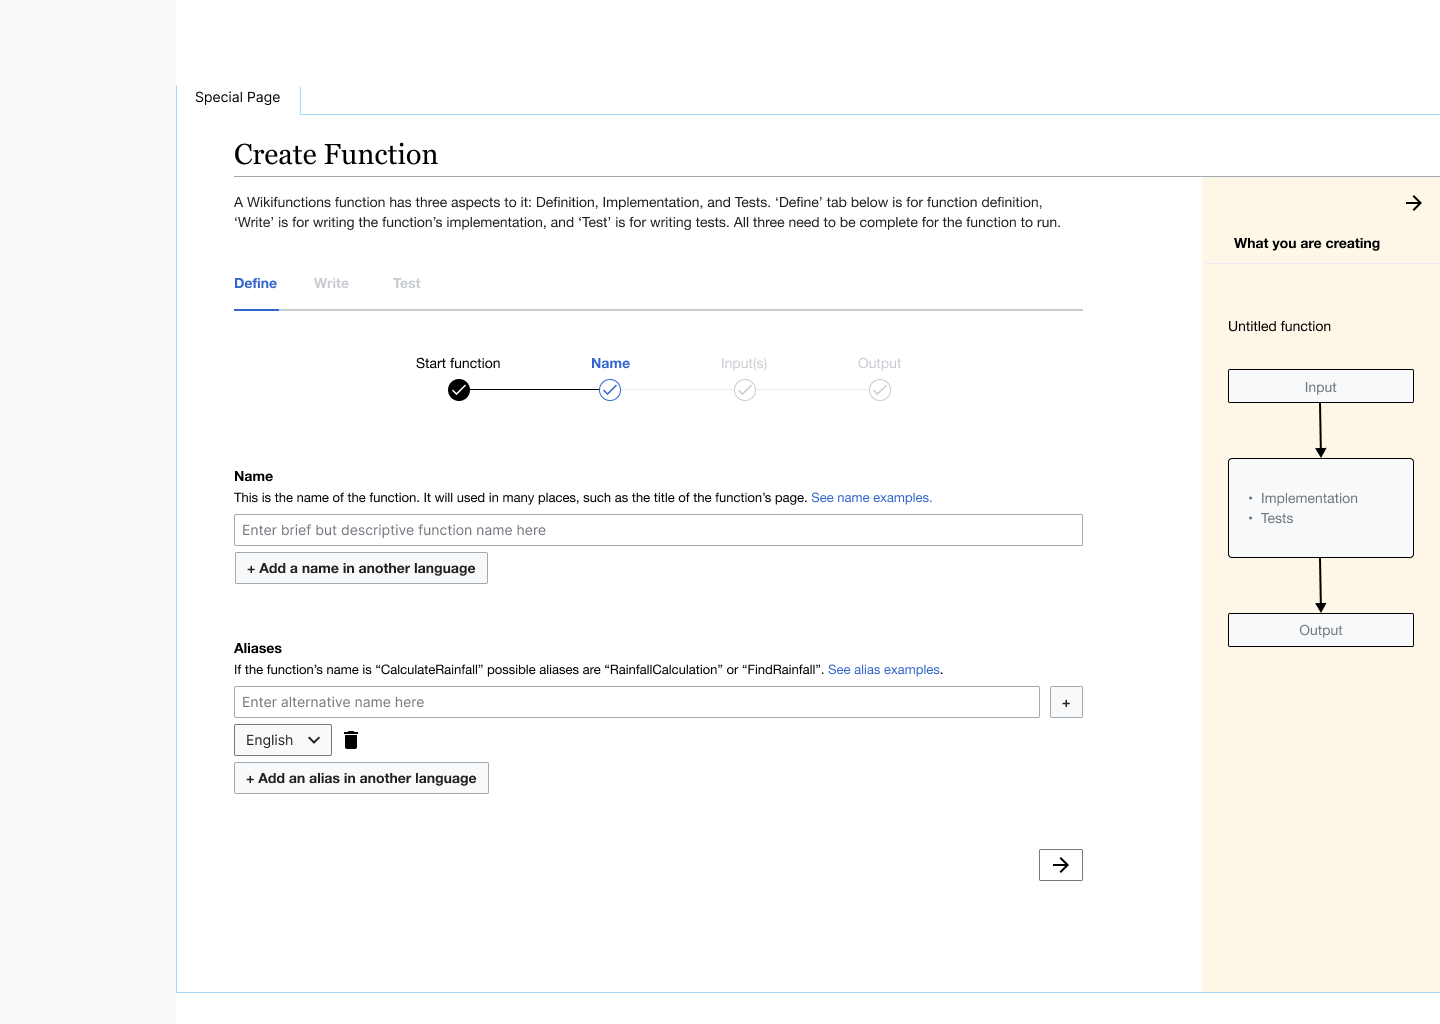 Special Page
Create Function
A Wikifunctions function has three aspects to it: Definition, Implementation, and Tests. ‘Define’ tab below is for function definition,
‘Write’ is for writing the function’s implementation, and ‘Test’ is for writing tests. All three need to be complete for the function to run.
Define Write Test
Start function Name Input(s) Output
Name
This is the name of the function. It will used in many places, such as the title of the function’s page. See name examples.
Enter brief but descriptive function name here
+ Add a name in another language
Aliases
If the function’s name is “CalculateRainfall” possible aliases are “RainfallCalculation” or “FindRainfall”. See alias examples.
Enter alternative name here
+
English
+ Add an alias in another language
What you are creating
Untitled function
Input
• Implementation
• Tests
Output